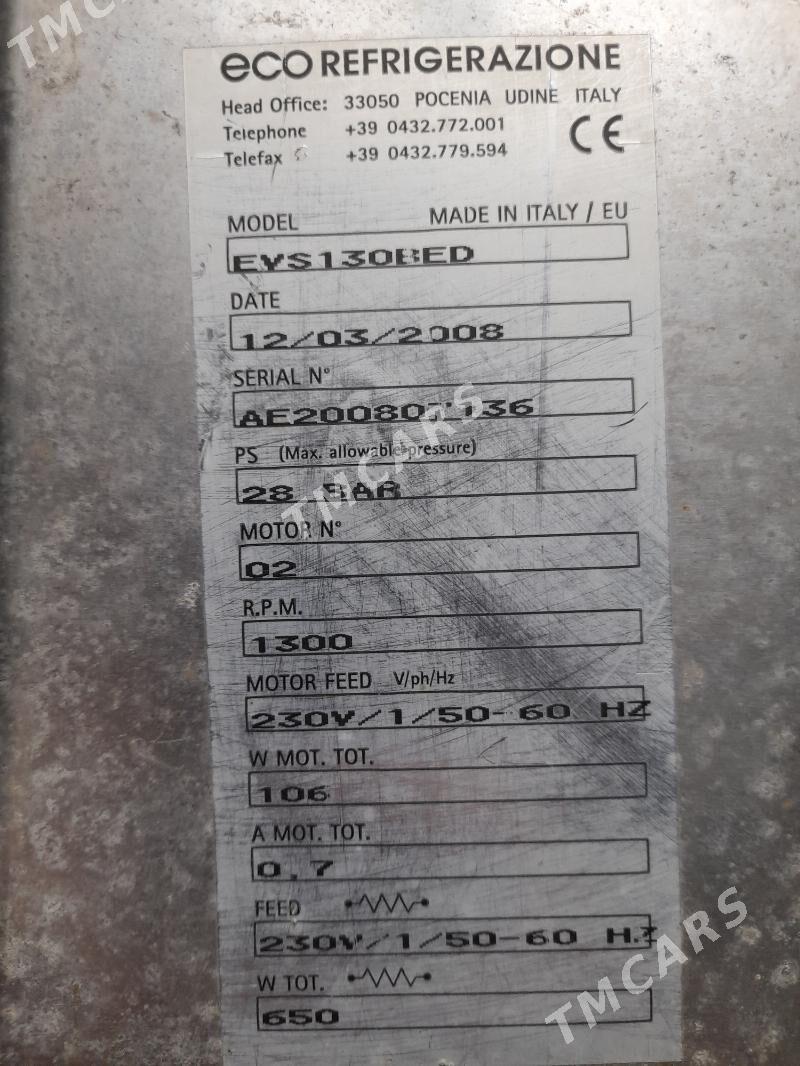 TMCARS
eco REFRIGERAZIONE
Head Office: 33050 POCENIA UDINE ITALY
Telephone +39 0432.772.001
Telefax +39 0432.779.594
CE
MODEL MADE IN ITALY / EU
EVS130BED
DATE
12/03/2008
SERIAL N°
PS (Max. allowable pressure)
28 BAR
TMCARS
MOTOR N°
02
R.P.M.
1300
MOTOR FEED V/ph/Hz
230V/1/50-60 HZ
W MOT. TOT.
106
A MOT. TOT.
0.7
FEED
230V/1/50-60 HZ
W TOT.
650
TMCARS